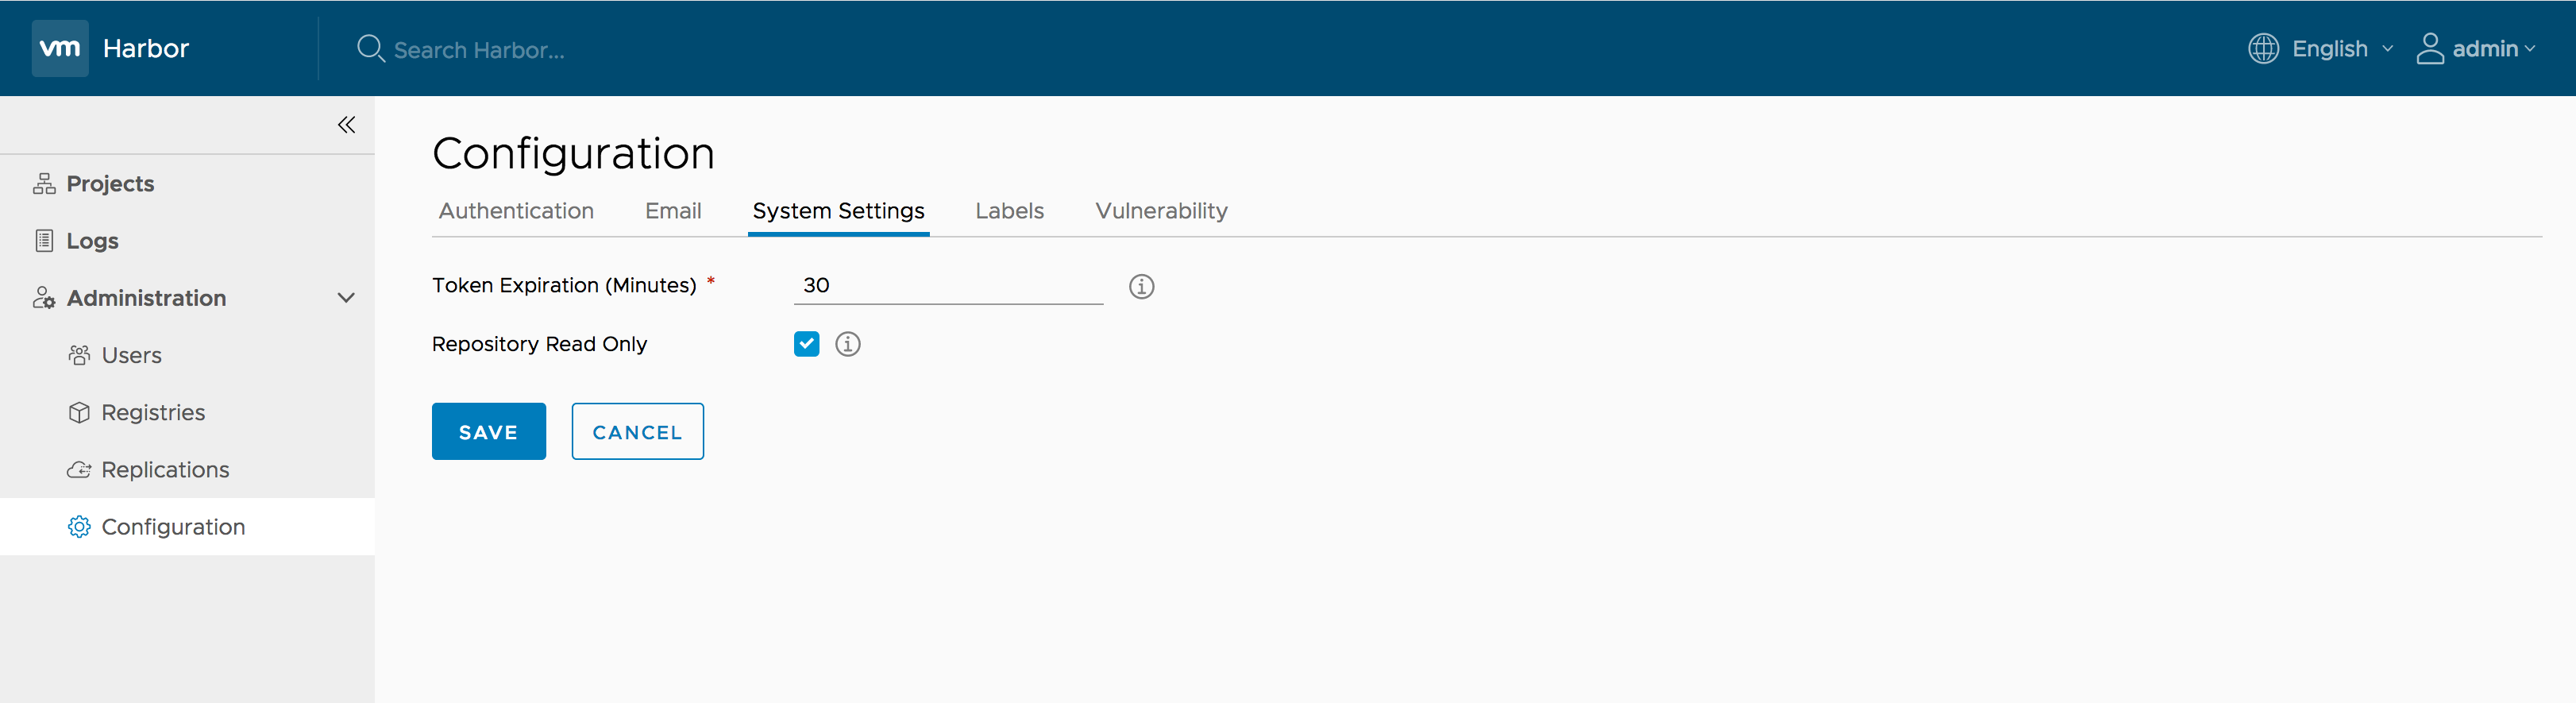 vm Harbor
Search Harbor...
English
admin
Projects
Logs
Administration
Users
Registries
Replications
Configuration
Configuration
Authentication Email System Settings Labels Vulnerability
Token Expiration (Minutes) * 30
Repository Read Only
SAVE CANCEL